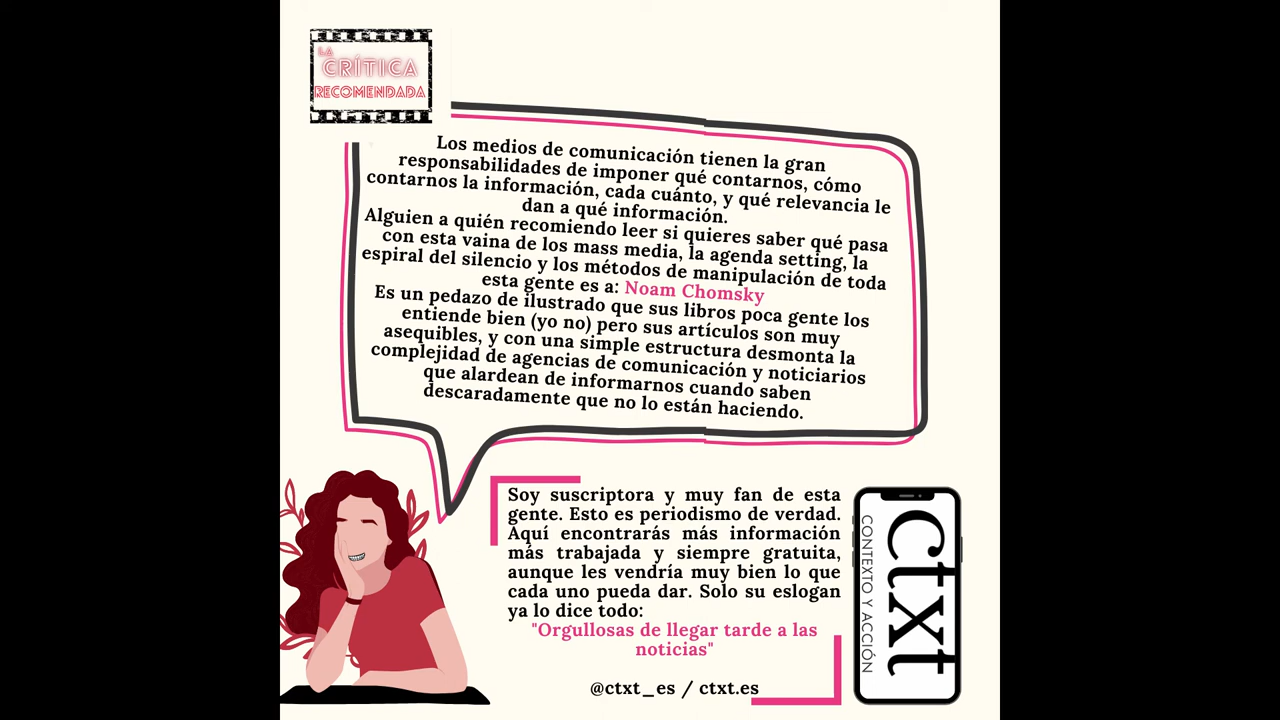 LA
CRÍTICA
RECOMENDADA
Los medios de comunicación tienen la gran
responsabilidades de imponer qué contarnos, cómo
contarnos la información, cada cuánto, y qué relevancia le
dan a qué información.
Alguien a quién recomiendo leer si quieres saber qué pasa
con esta vaina de los mass media, la agenda setting, la
espiral del silencio y los métodos de manipulación de toda
esta gente es a: Noam Chomsky
Es un pedazo de ilustrado que sus libros poca gente los
entiende bien (yo no) pero sus artículos son muy
asequibles, y con una simple estructura desmonta la
complejidad de agencias de comunicación y noticiarios
que alardean de informarnos cuando saben
descaradamente que no lo están haciendo.
Soy suscriptora y muy fan de esta
gente. Esto es periodismo de verdad.
Aquí encontrarás más información
más trabajada y siempre gratuita,
aunque les vendría muy bien lo que
cada uno pueda dar. Solo su eslogan
ya lo dice todo:
"Orgullosas de llegar tarde a las
noticias"
@ctxt_es / ctxt.es
ctxt
CONTEXTO Y ACCIÓN